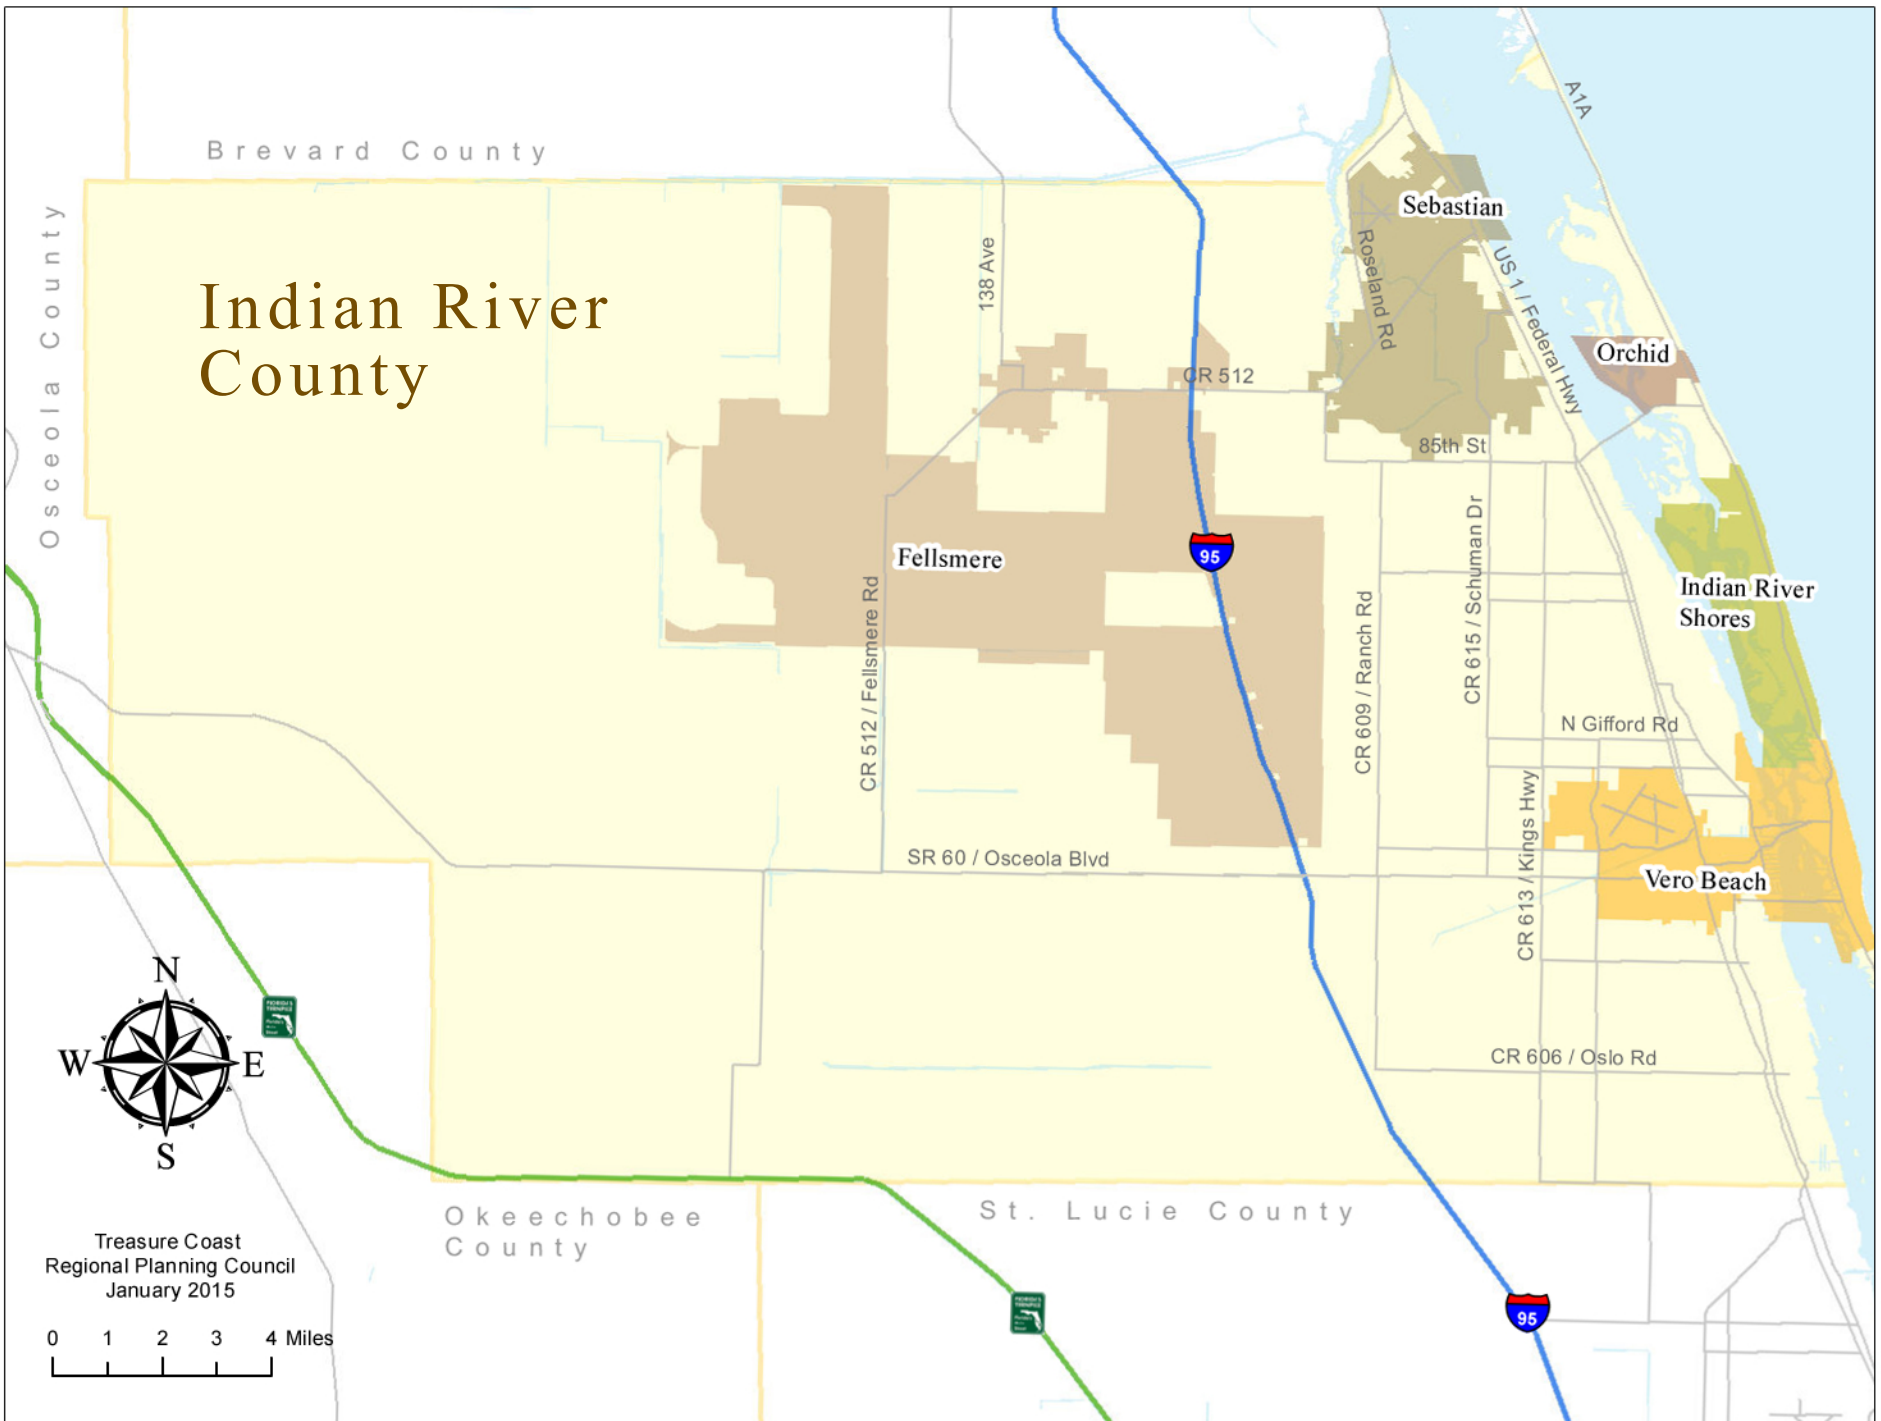 Brevard County
Osceola County
Indian River
County
A1A
Sebastian
Roseland Rd
US 1 / Federal Hwy
138 Ave
Orchid
CR 512
85th St
Fellsmere
95
CR 512 / Fellsmere Rd
CR 609 / Ranch Rd
CR 615 / Schuman Dr
Indian River
Shores
N Gifford Rd
CR 613 / Kings Hwy
SR 60 / Osceola Blvd
Vero Beach
N
W
E
S
CR 606 / Oslo Rd
Okeechobee
County
St. Lucie County
Treasure Coast
Regional Planning Council
January 2015
0 1 2 3 4 Miles
95